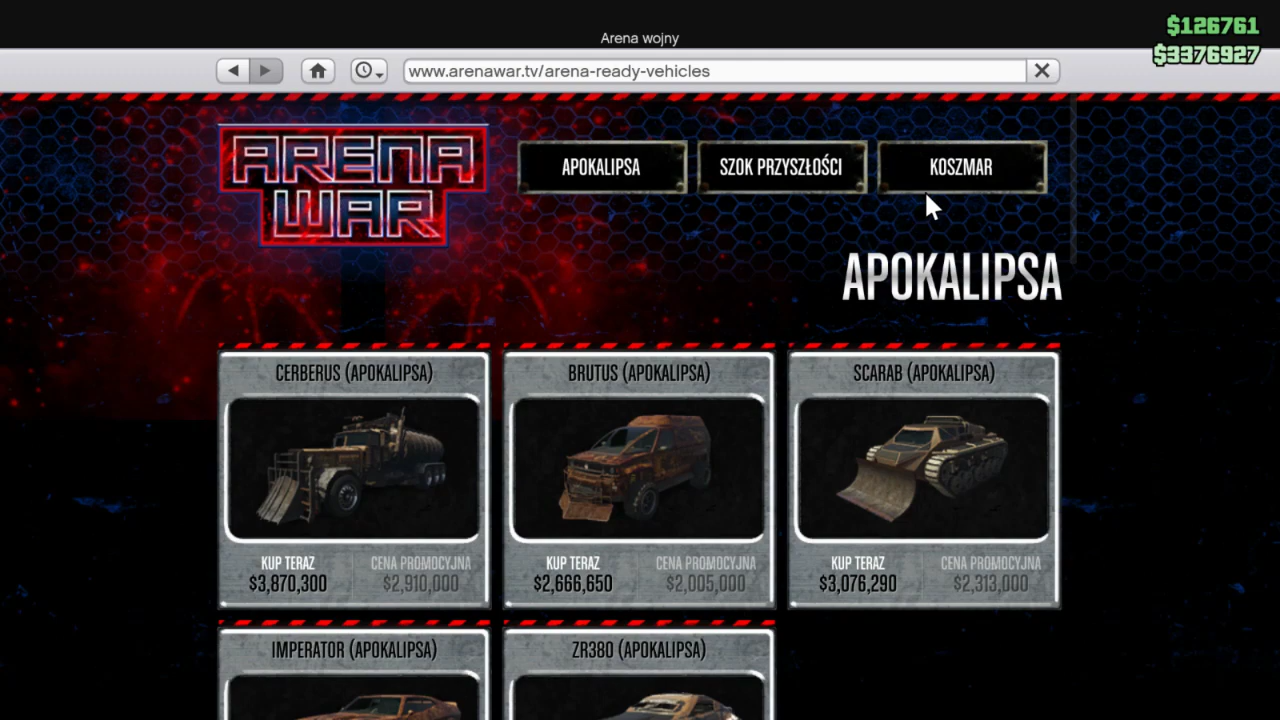 Arena wojny
$126761
$3376927
www.arenawar.tv/arena-ready-vehicles
ARENA
WAR
APOKALIPSA
SZOK PRZYSZŁOŚCI
KOSZMAR
APOKALIPSA
CERBERUS (APOKALIPSA)
KUP TERAZ
$3,870,300
CENA PROMOCYJNA
$2,910,000
BRUTUS (APOKALIPSA)
KUP TERAZ
$2,666,650
CENA PROMOCYJNA
$2,005,000
SCARAB (APOKALIPSA)
KUP TERAZ
$3,076,290
CENA PROMOCYJNA
$2,313,000
IMPERATOR (APOKALIPSA)
ZR380 (APOKALIPSA)